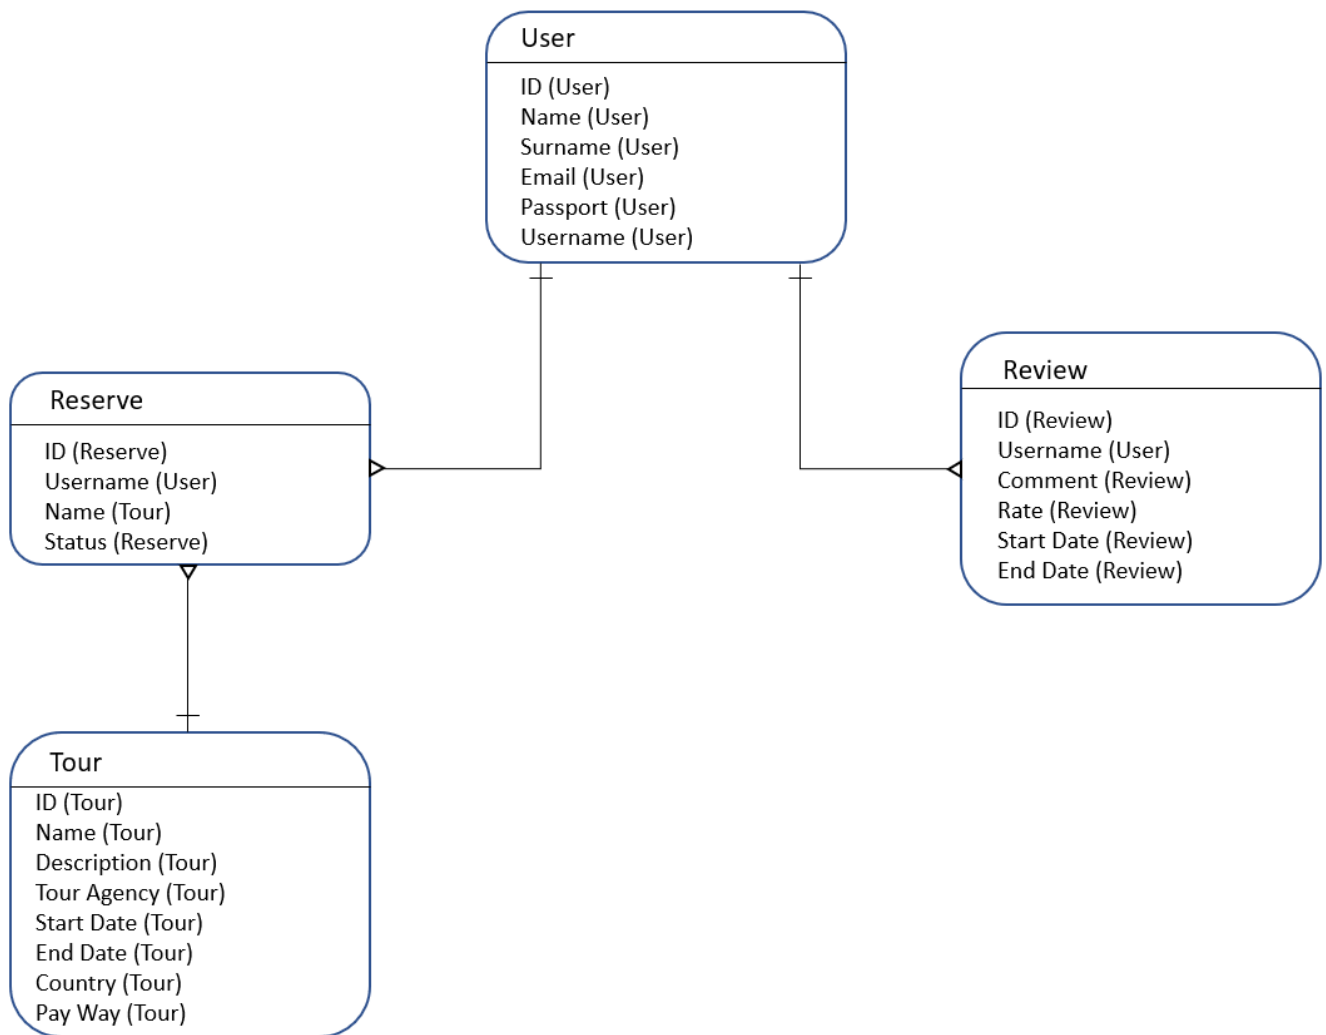 User
ID (User)
Name (User)
Surname (User)
Email (User)
Passport (User)
Username (User)
Reserve
ID (Reserve)
Username (User)
Name (Tour)
Status (Reserve)
Review
ID (Review)
Username (User)
Comment (Review)
Rate (Review)
Start Date (Review)
End Date (Review)
Tour
ID (Tour)
Name (Tour)
Description (Tour)
Tour Agency (Tour)
Start Date (Tour)
End Date (Tour)
Country (Tour)
Pay Way (Tour)